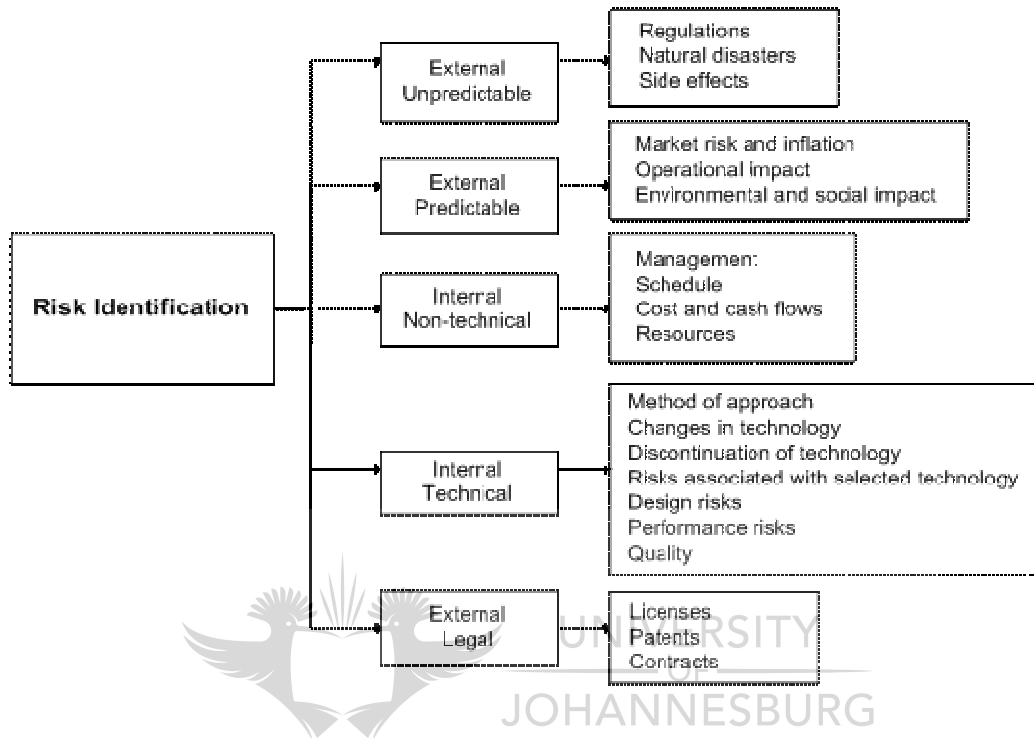 Risk Identification
External
Unpredictable
Regulations
Natural disasters
Side effects
External
Predictable
Market risk and inflation
Operational impact
Environmental and social impact
Internal
Non-technical
Managemen:
Schedule
Cost and cash flows
Resources
Internal
Technical
Method of approach
Changes in technology
Discontinuation of technology
Risks associated with selected technology
Design risks
Performance risks
Quality
External
Legal
Licenses
Patents
Contracts
UNIVERSITY
OF
JOHANNESBURG